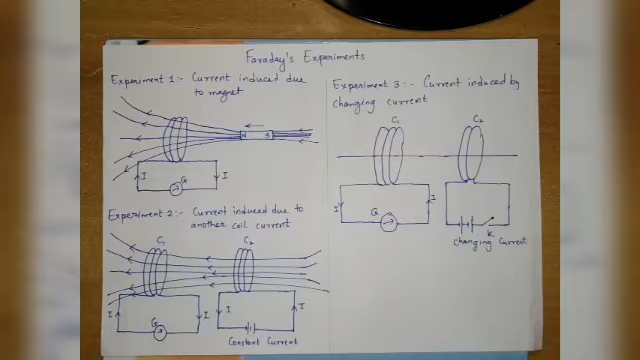 Faraday's Experiments
Experiment 1:- Current induced due
to magnet
N S
I G I
Experiment 2:- Current induced due to
another coil current
C1 C2
I G I I I
Constant Current
Experiment 3:- Current induced by
changing current
C1 C2
I G I
K
Changing Current